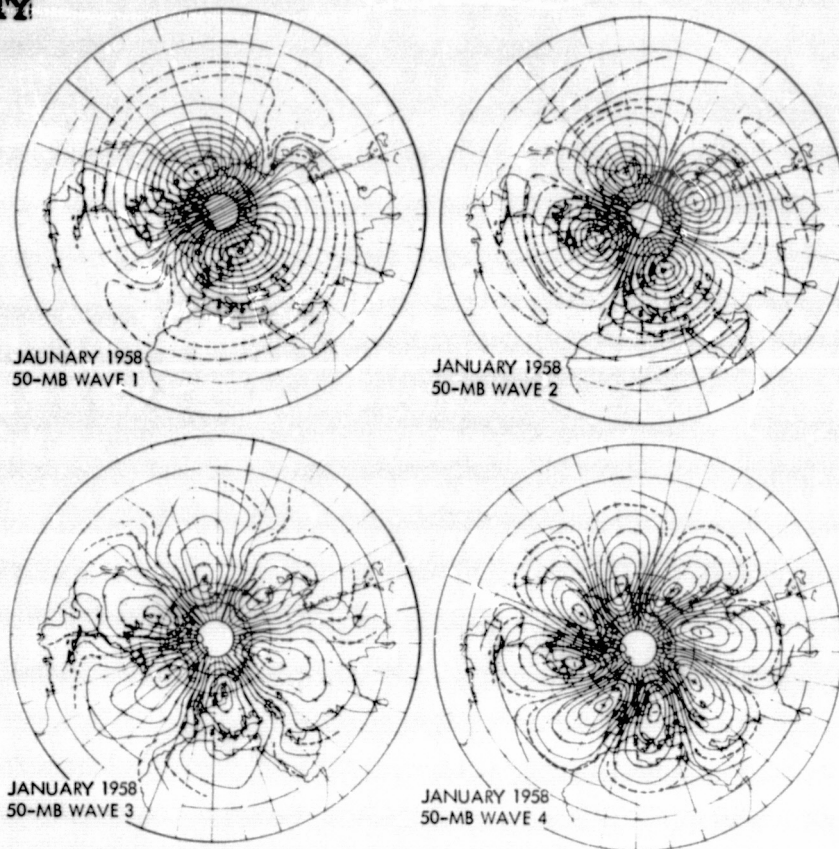 JAUNARY 1958
50-MB WAVE 1
JANUARY 1958
50-MB WAVE 2
JANUARY 1958
50-MB WAVE 3
JANUARY 1958
50-MB WAVE 4